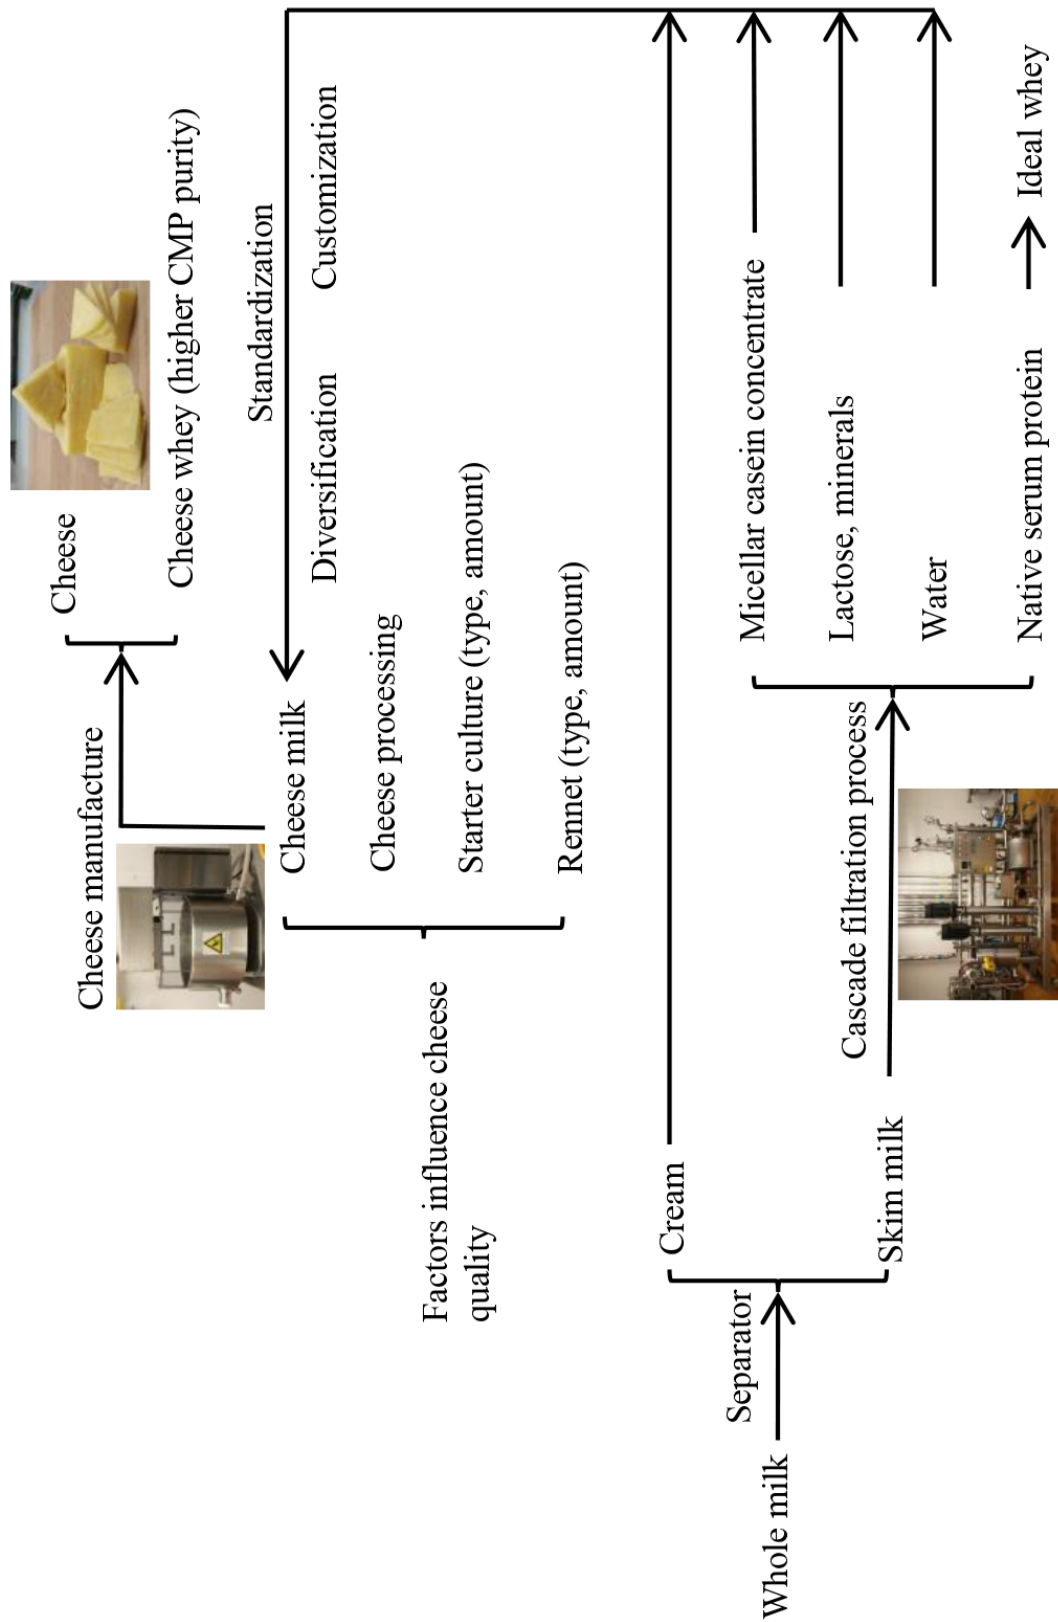 Cheese manufacture
Cheese
Cheese whey (higher CMP purity)
Standardization
Cheese milk
Diversification
Customization
Cheese processing
Starter culture (type, amount)
Rennet (type, amount)
Factors influence cheese
quality
Whole milk
Separator
Cream
Skim milk
Cascade filtration process
Micellar casein concentrate
Lactose, minerals
Water
Native serum protein
Ideal whey